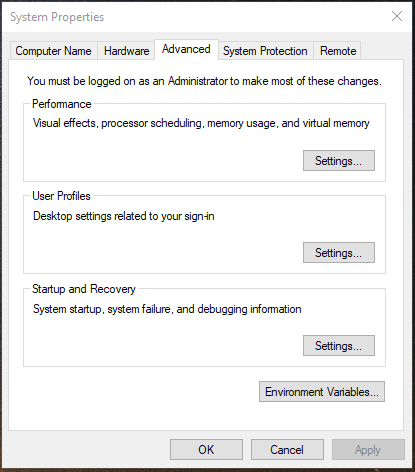 System Properties
Computer Name Hardware Advanced System Protection Remote
You must be logged on as an Administrator to make most of these changes.
Performance
Visual effects, processor scheduling, memory usage, and virtual memory
Settings...
User Profiles
Desktop settings related to your sign-in
Settings...
Startup and Recovery
System startup, system failure, and debugging information
Settings...
Environment Variables...
OK Cancel Apply